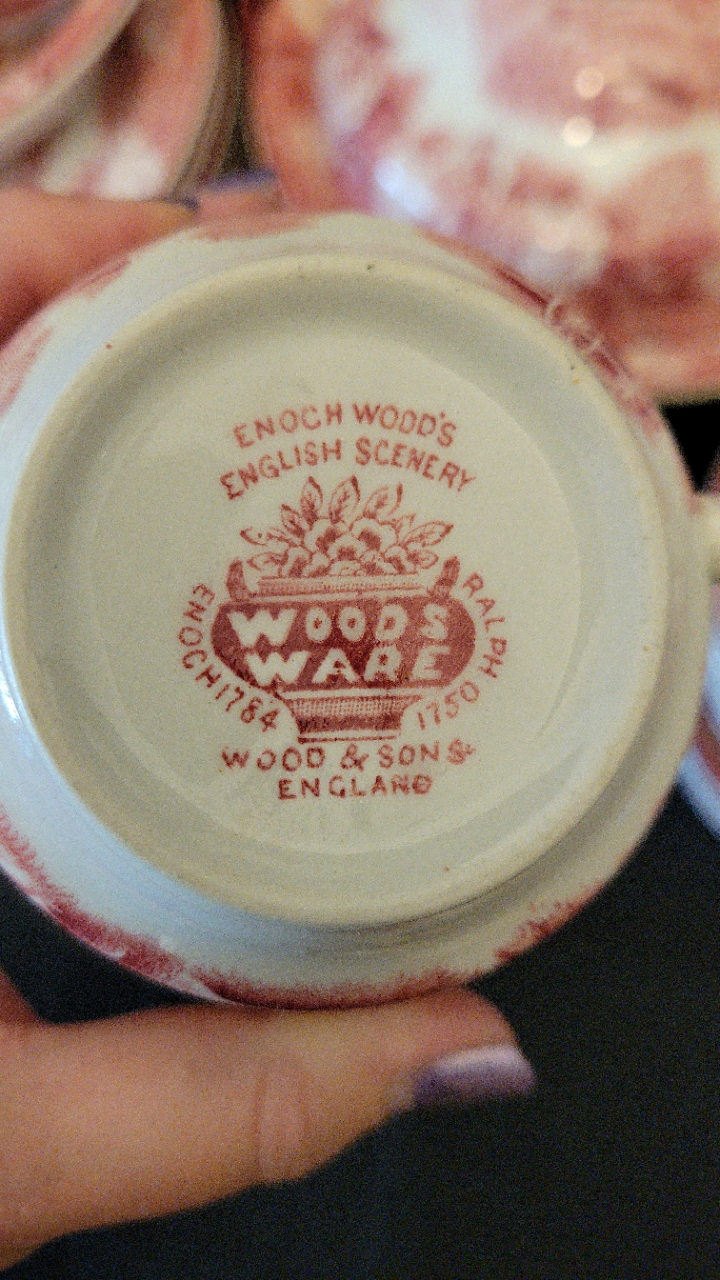 ENOCH WOOD'S
ENGLISH SCENERY
WOODS
WARE
ENOCH 1784
RALPH 1750
WOOD & SONS
ENGLAND